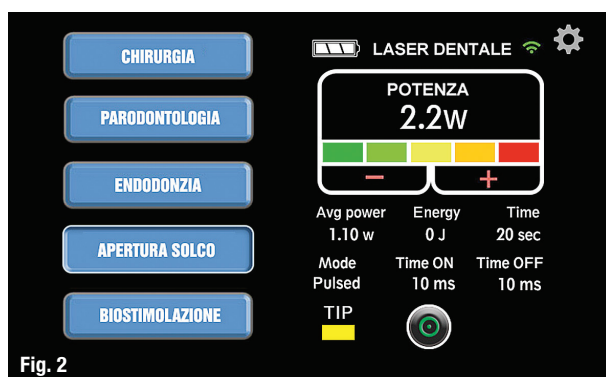 CHIRURGIA
PARODONTOLOGIA
ENDODONZIA
APERTURA SOLCO
BIOSTIMOLAZIONE
LASER DENTALE
POTENZA
2.2W
− +
Avg power Energy Time
1.10 w 0 J 20 sec
Mode Time ON Time OFF
Pulsed 10 ms 10 ms
TIP
Fig. 2